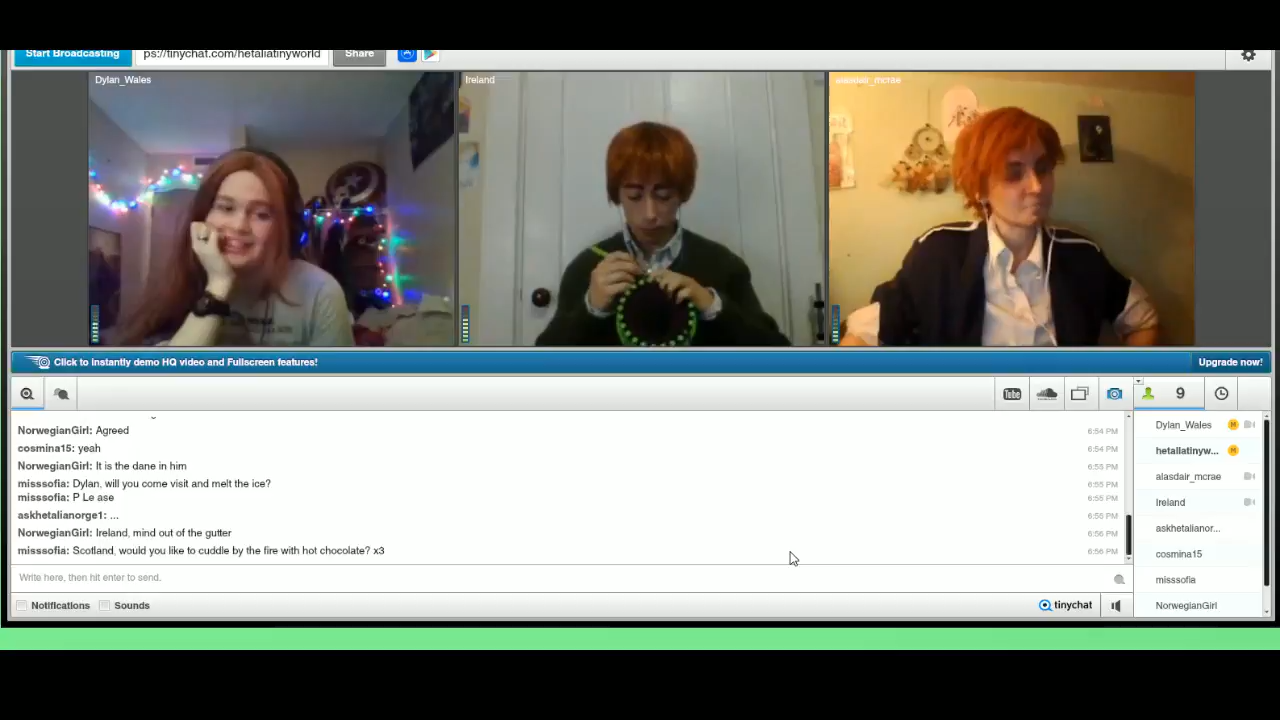 Start Broadcasting
ps://tinychat.com/hetaliatinyworld
Share
Dylan_Wales
Ireland
alasdair_mcrae
Click to instantly demo HQ video and Fullscreen features!
Upgrade now!
You Tube
9
NorwegianGirl: Agreed 6:54 PM
cosmina15: yeah 6:54 PM
NorwegianGirl: It is the dane in him 6:55 PM
misssofia: Dylan, will you come visit and melt the ice? 6:55 PM
misssofia: P Le ase 6:55 PM
askhetalianorge1: ... 6:55 PM
NorwegianGirl: Ireland, mind out of the gutter 6:56 PM
misssofia: Scotland, would you like to cuddle by the fire with hot chocolate? x3 6:56 PM
Write here, then hit enter to send.
Notifications
Sounds
tinychat
Dylan_Wales M
hetaliatinyw... M
alasdair_mcrae
Ireland
askhetalianor...
cosmina15
misssofia
NorwegianGirl